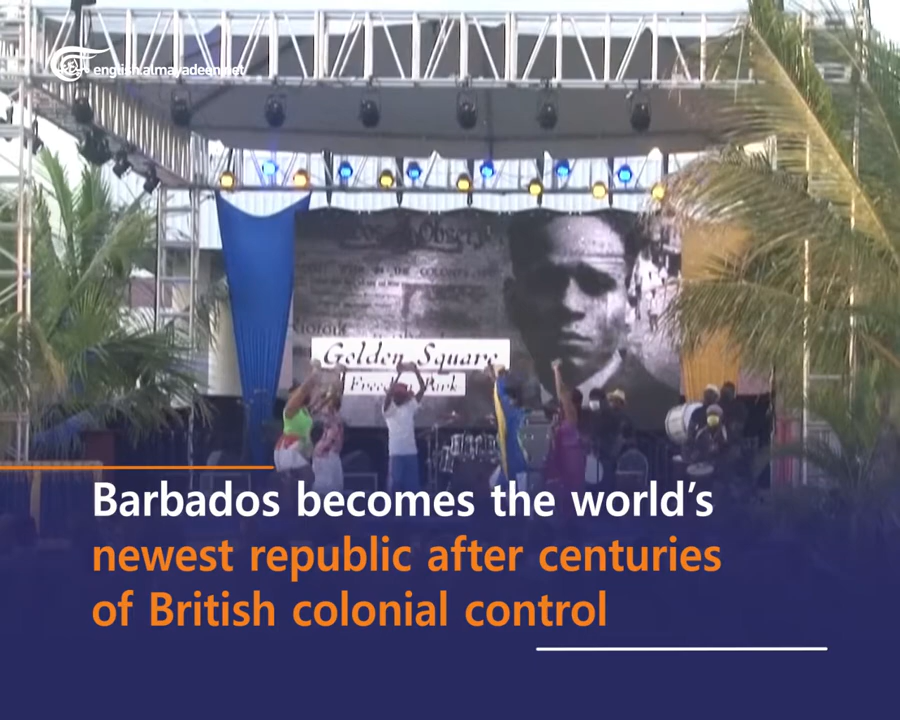 english.almayadeen.net
Golden Square
Freedom Park
Barbados becomes the world's
newest republic after centuries
of British colonial control